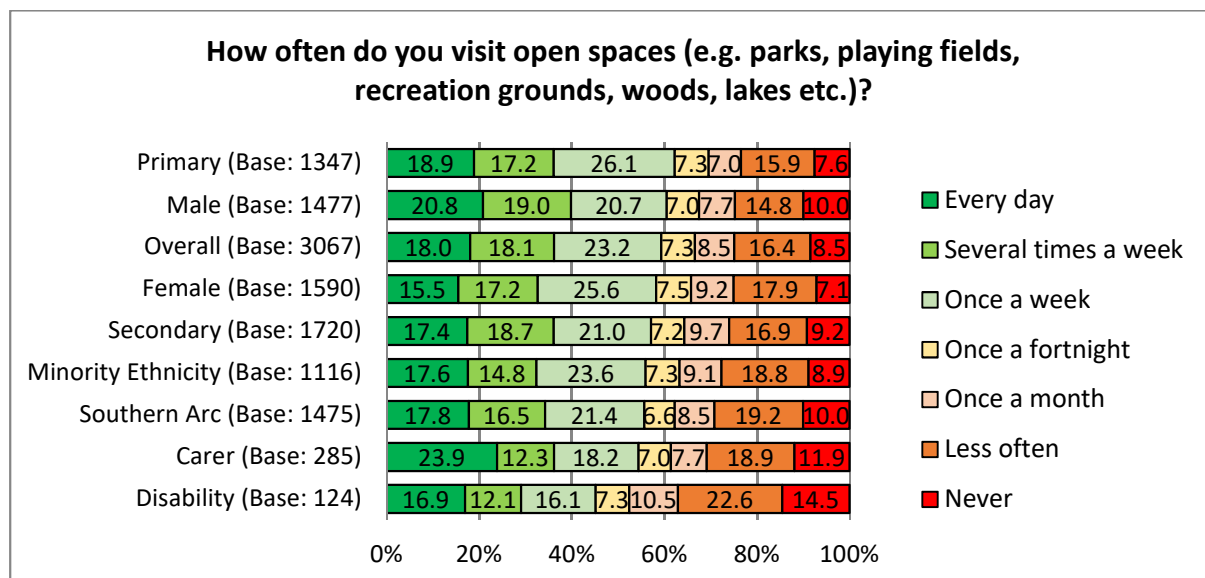 How often do you visit open spaces (e.g. parks, playing fields,
recreation grounds, woods, lakes etc.)?
Primary (Base: 1347) 18.9 17.2 26.1 7.3 7.0 15.9 7.6
Male (Base: 1477) 20.8 19.0 20.7 7.0 7.7 14.8 10.0
Overall (Base: 3067) 18.0 18.1 23.2 7.3 8.5 16.4 8.5
Female (Base: 1590) 15.5 17.2 25.6 7.5 9.2 17.9 7.1
Secondary (Base: 1720) 17.4 18.7 21.0 7.2 9.7 16.9 9.2
Minority Ethnicity (Base: 1116) 17.6 14.8 23.6 7.3 9.1 18.8 8.9
Southern Arc (Base: 1475) 17.8 16.5 21.4 6.6 8.5 19.2 10.0
Carer (Base: 285) 23.9 12.3 18.2 7.0 7.7 18.9 11.9
Disability (Base: 124) 16.9 12.1 16.1 7.3 10.5 22.6 14.5
0% 20% 40% 60% 80% 100%
Every day
Several times a week
Once a week
Once a fortnight
Once a month
Less often
Never